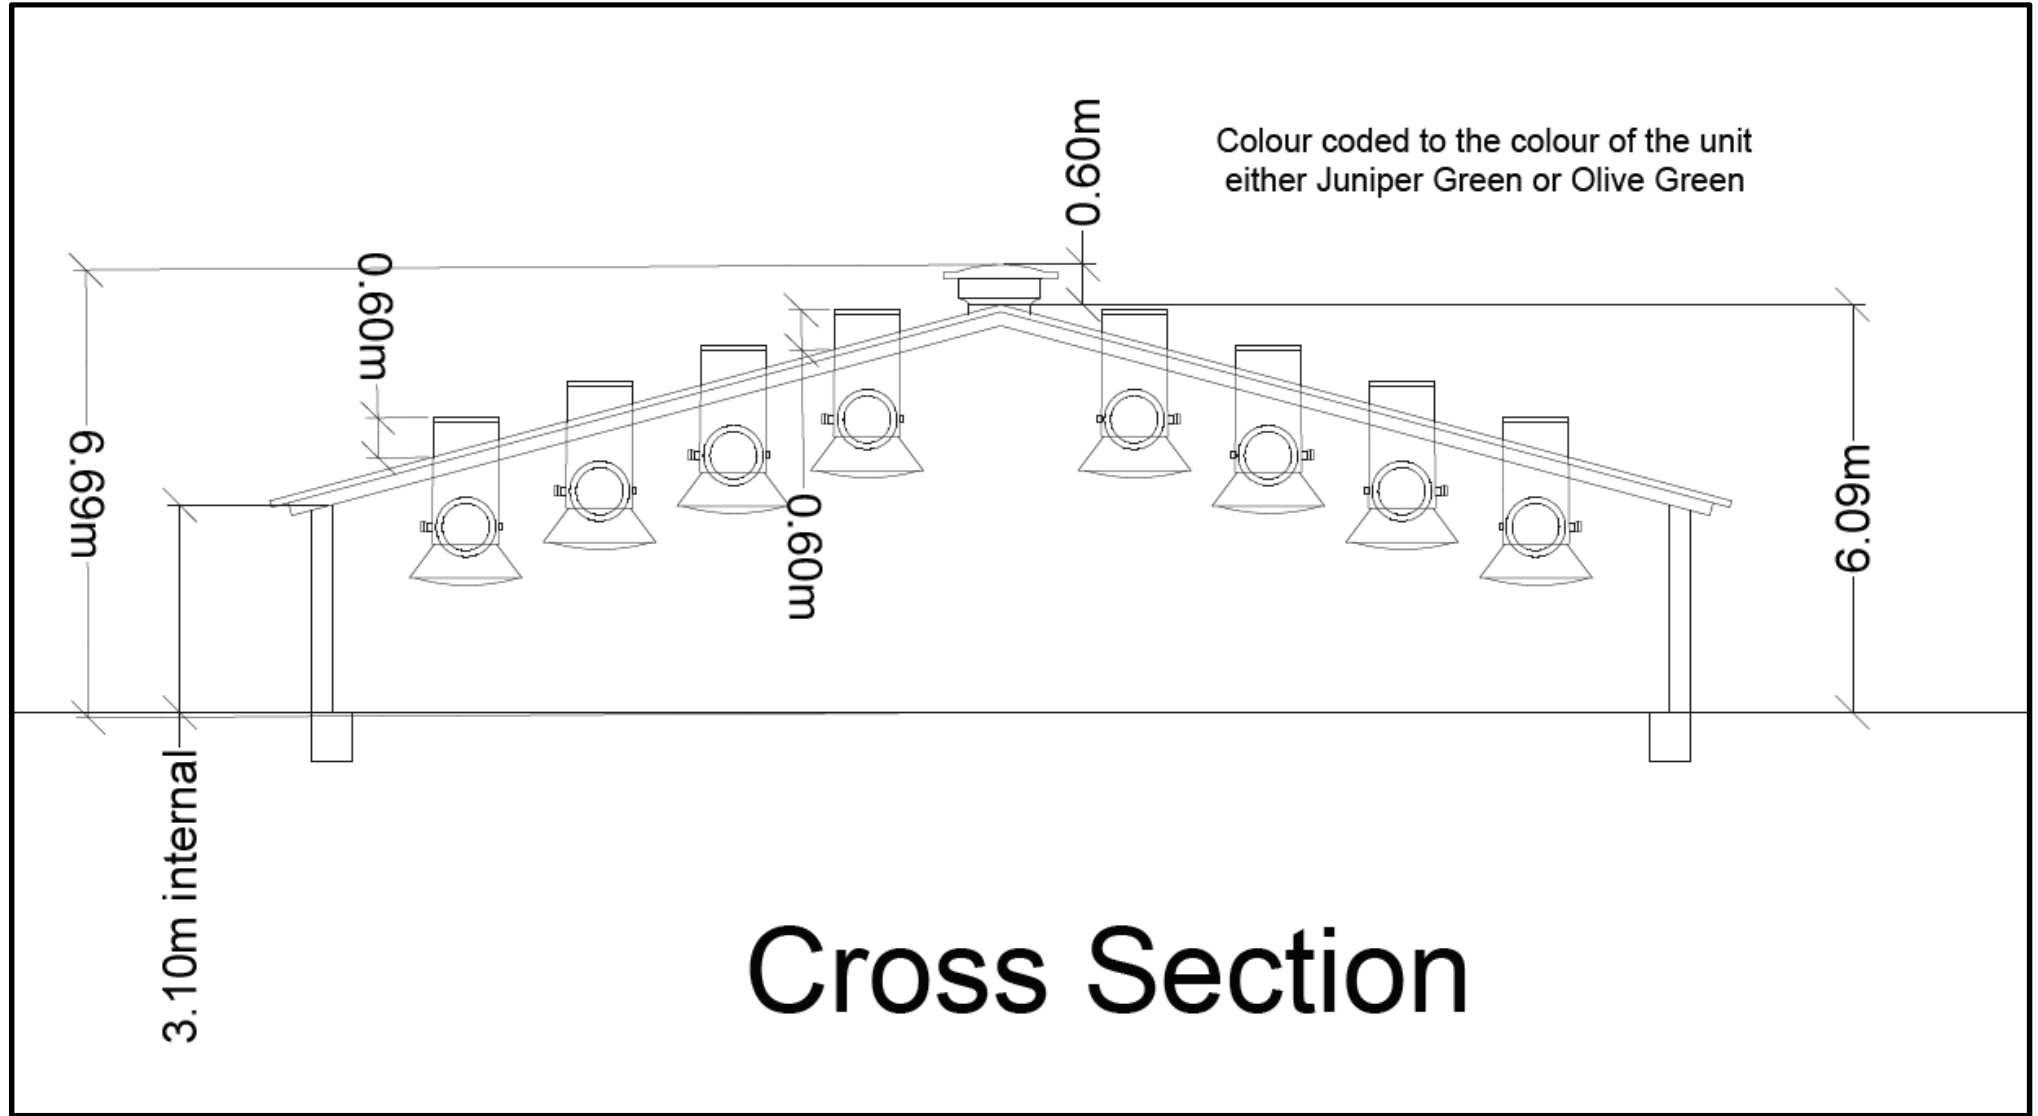 0.60m
Colour coded to the colour of the unit
either Juniper Green or Olive Green
0.60m
6.69m
0.60m
6.09m
3.10m internal
Cross Section